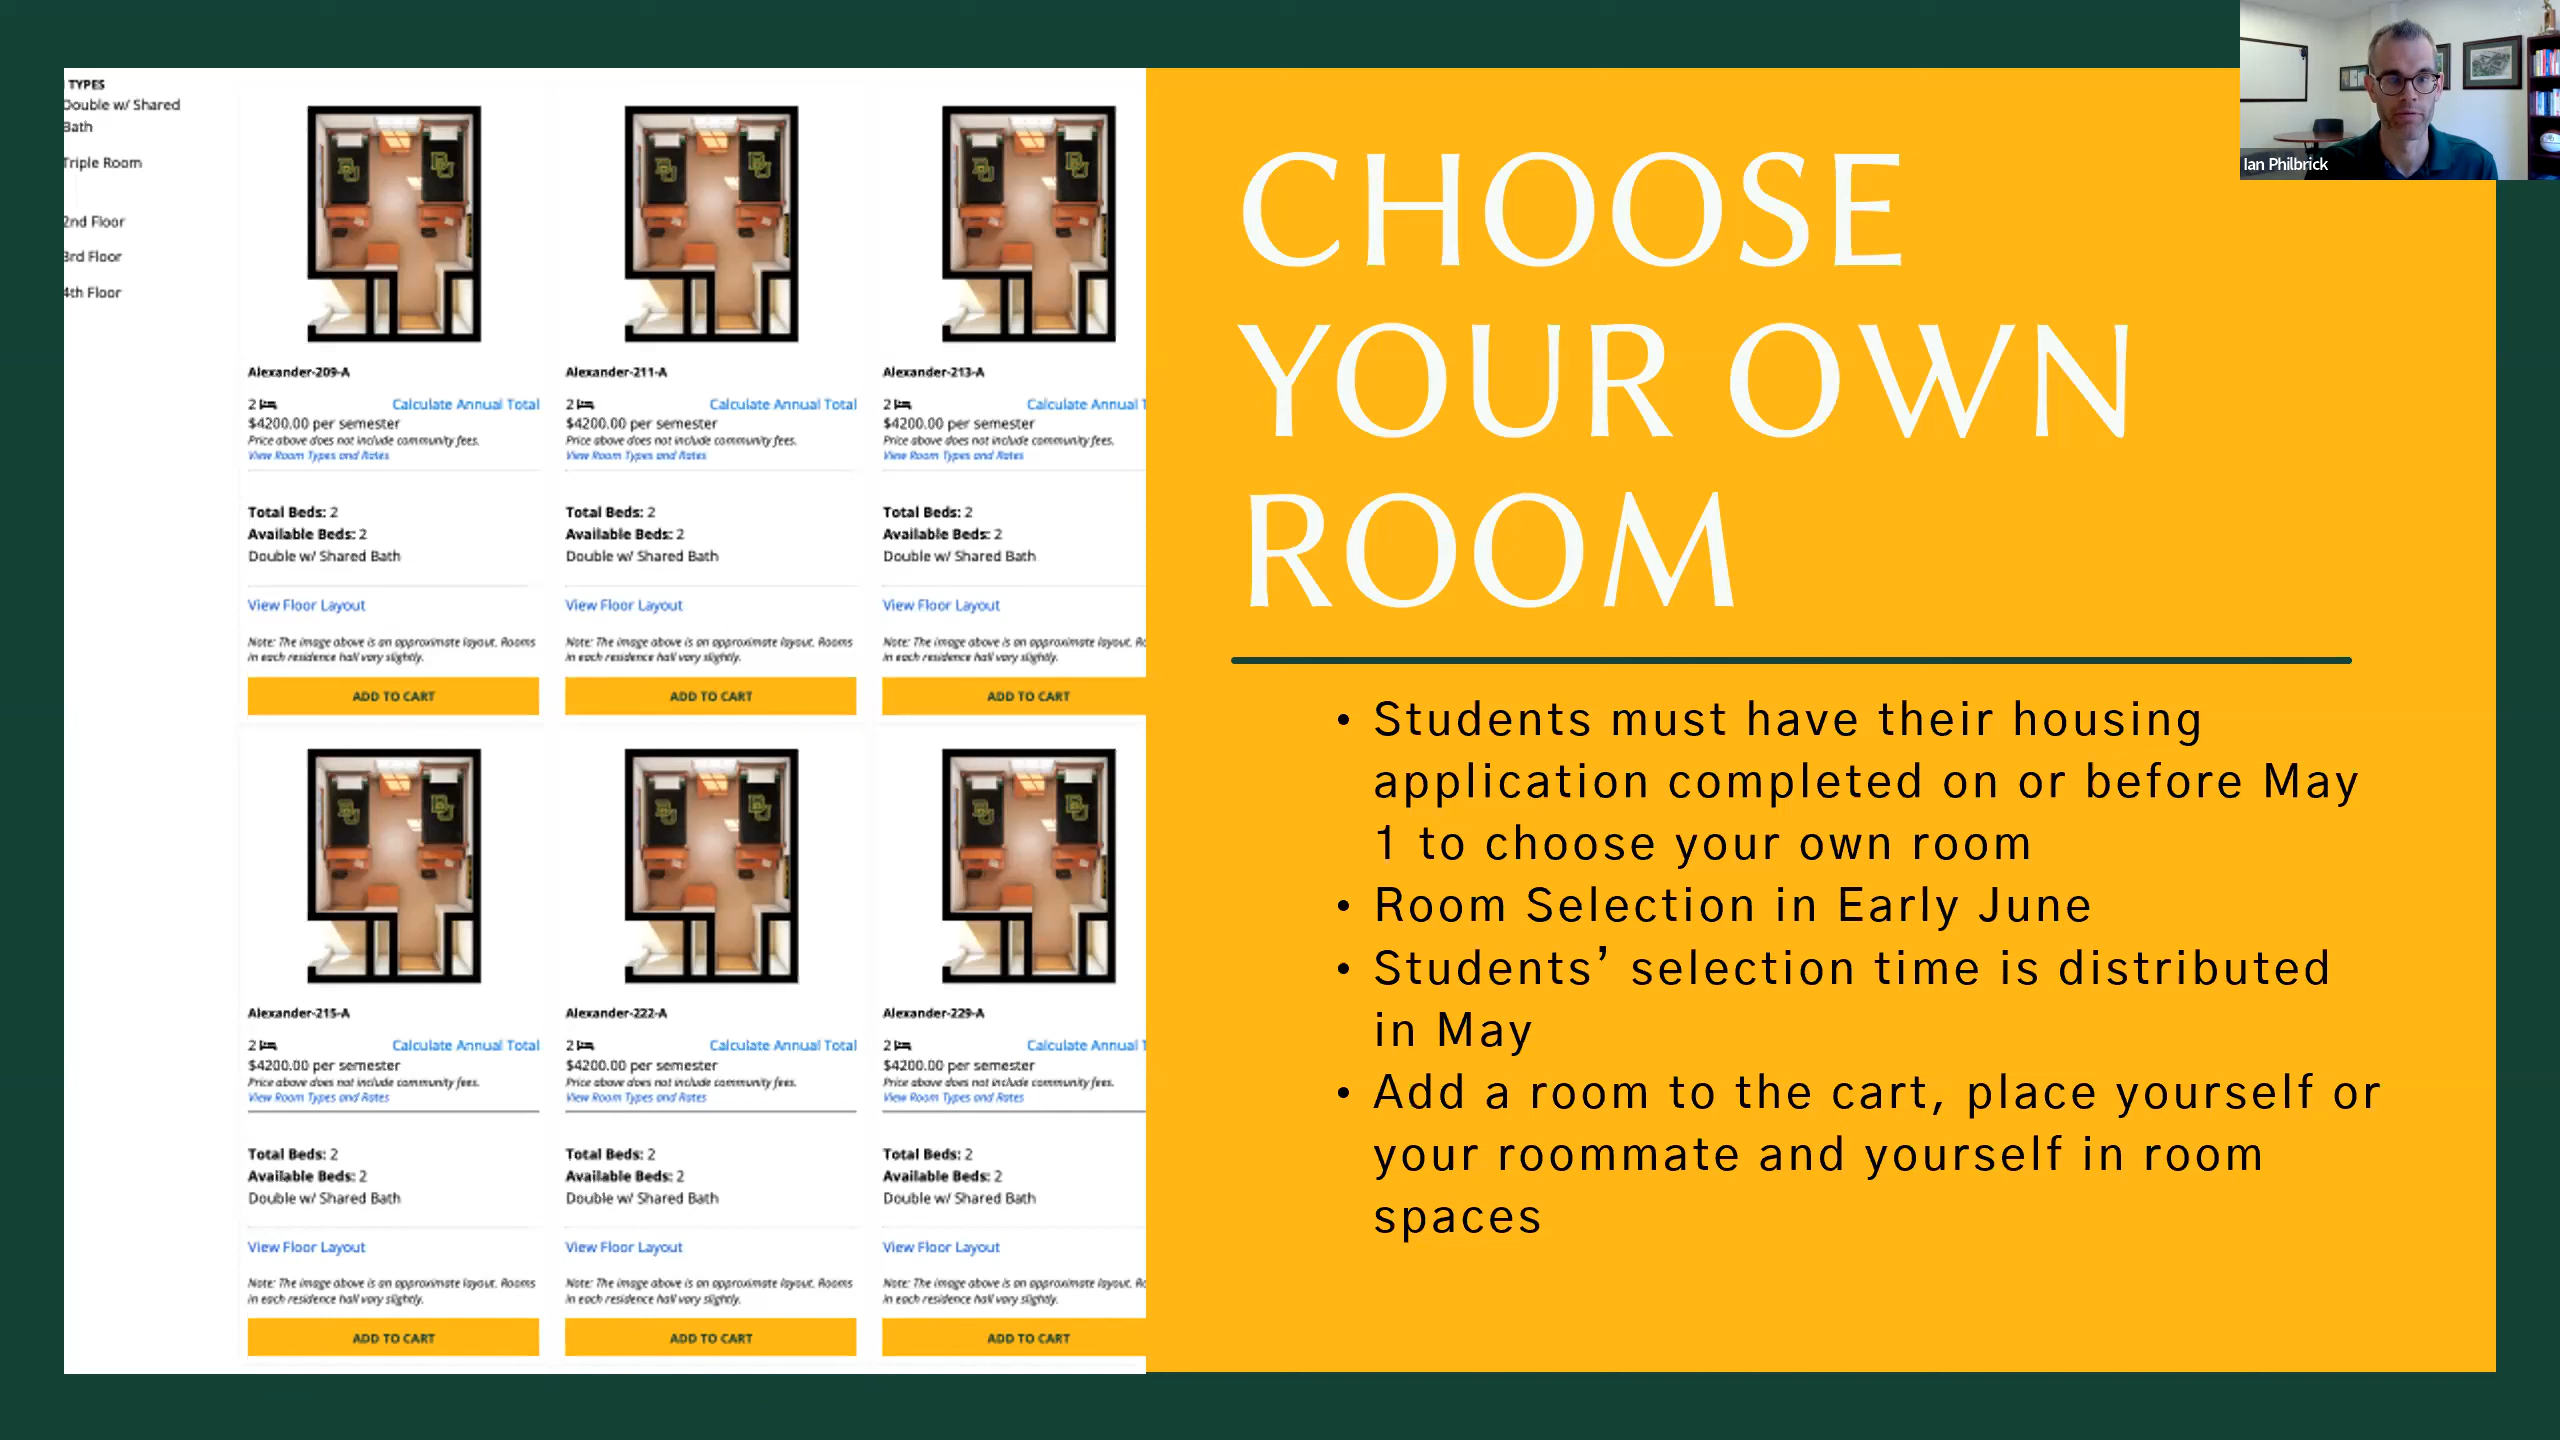 TYPES
Double w/ Shared
Bath
Triple Room
2nd Floor
3rd Floor
4th Floor
Alexander-209-A
2 Calculate Annual Total
$4200.00 per semester
Price above does not include community fees.
View Room Types and Rates
Total Beds: 2
Available Beds: 2
Double w/ Shared Bath
View Floor Layout
Note: The image above is an approximate layout. Rooms
in each residence hall vary slightly.
ADD TO CART
Alexander-211-A
2 Calculate Annual Total
$4200.00 per semester
Price above does not include community fees.
View Room Types and Rates
Total Beds: 2
Available Beds: 2
Double w/ Shared Bath
View Floor Layout
Note: The image above is an approximate layout. Rooms
in each residence hall vary slightly.
ADD TO CART
Alexander-213-A
2 Calculate Annual T
$4200.00 per semester
Price above does not include community fees.
View Room Types and Rates
Total Beds: 2
Available Beds: 2
Double w/ Shared Bath
View Floor Layout
Note: The image above is an approximate layout. Ro
in each residence hall vary slightly.
ADD TO CART
Alexander-215-A
2 Calculate Annual Total
$4200.00 per semester
Price above does not include community fees.
View Room Types and Rates
Total Beds: 2
Available Beds: 2
Double w/ Shared Bath
View Floor Layout
Note: The image above is an approximate layout. Rooms
in each residence hall vary slightly.
ADD TO CART
Alexander-222-A
2 Calculate Annual Total
$4200.00 per semester
Price above does not include community fees.
View Room Types and Rates
Total Beds: 2
Available Beds: 2
Double w/ Shared Bath
View Floor Layout
Note: The image above is an approximate layout. Rooms
in each residence hall vary slightly.
ADD TO CART
Alexander-229-A
2 Calculate Annual T
$4200.00 per semester
Price above does not include community fees.
View Room Types and Rates
Total Beds: 2
Available Beds: 2
Double w/ Shared Bath
View Floor Layout
Note: The image above is an approximate layout. Ro
in each residence hall vary slightly.
ADD TO CART
CHOOSE
YOUR OWN
ROOM
• Students must have their housing
application completed on or before May
1 to choose your own room
• Room Selection in Early June
• Students’ selection time is distributed
in May
• Add a room to the cart, place yourself or
your roommate and yourself in room
spaces
Ian Philbrick